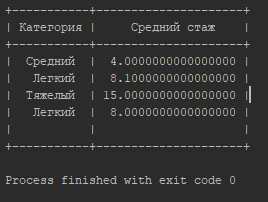 +-----------+--------------------+
| Категория |    Средний стаж    |
+-----------+--------------------+
|  Средний  | 4.0000000000000000 |
|   Легкий  | 8.1000000000000000 |
|  Тяжелый  | 15.000000000000000 |
|   Легкий  | 8.0000000000000000 |
|           |                    |
+-----------+--------------------+
Process finished with exit code 0